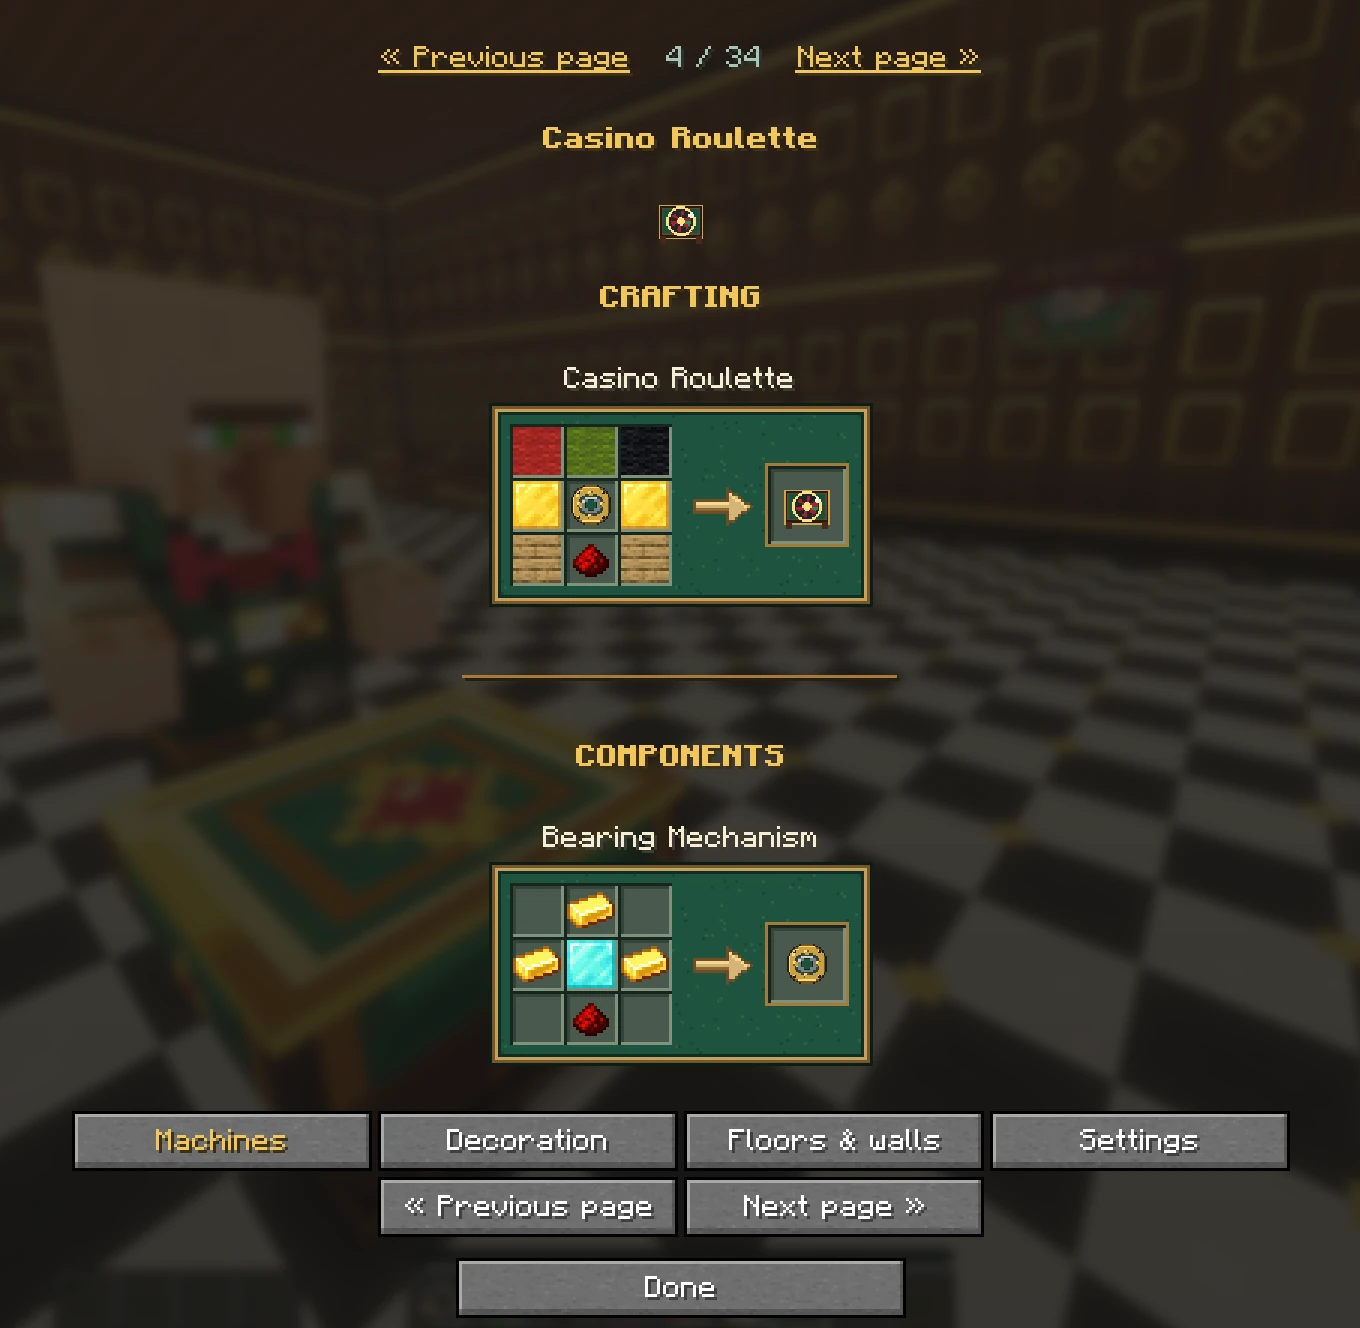 « Previous page 4 / 34 Next page »
Casino Roulette
CRAFTING
Casino Roulette
COMPONENTS
Bearing Mechanism
Machines Decoration Floors & walls Settings
« Previous page Next page »
Done